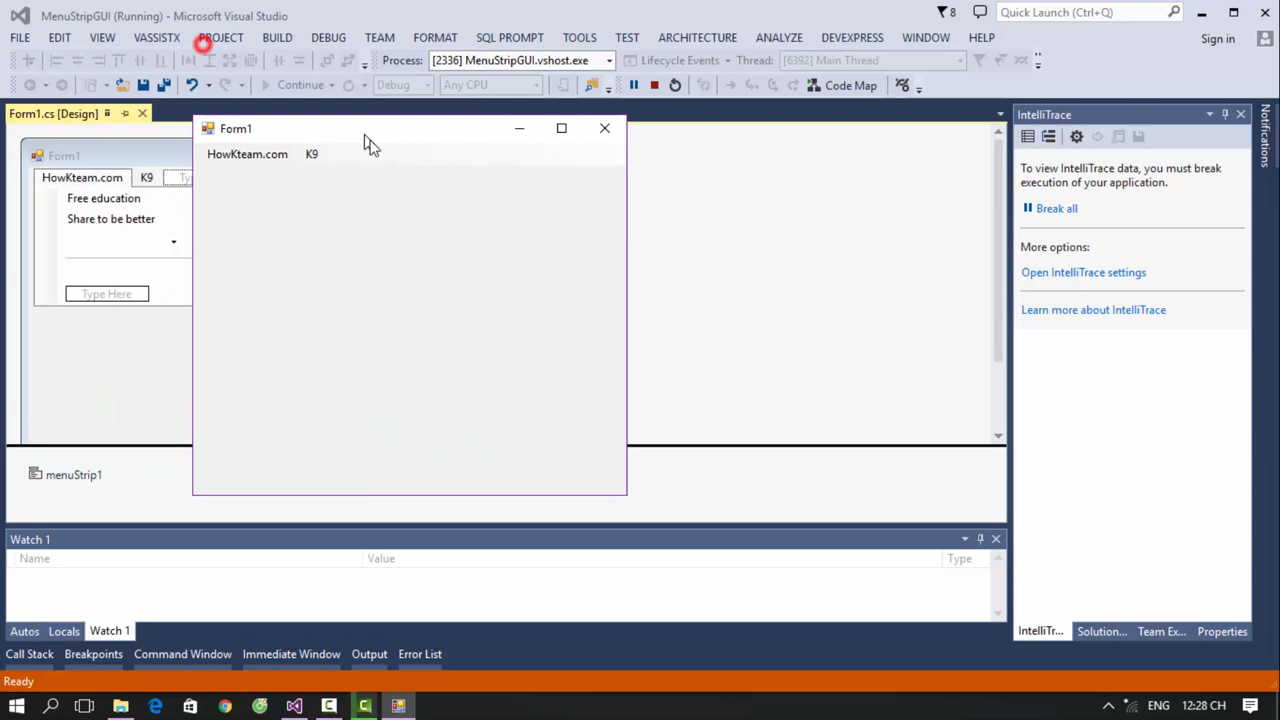 MenuStripGUI (Running) - Microsoft Visual Studio
8
Quick Launch (Ctrl+Q)
FILE EDIT VIEW VASSISTX PROJECT BUILD DEBUG TEAM FORMAT SQL PROMPT TOOLS TEST ARCHITECTURE ANALYZE DEVEXPRESS WINDOW HELP
Sign in
Process: [2336] MenuStripGUI.vshost.exe Lifecycle Events Thread: [6392] Main Thread
Continue Debug Any CPU Code Map
Form1.cs [Design]
Form1
HowKteam.com K9
Form1
HowKteam.com K9
Free education
Share to be better
Type Here
menuStrip1
IntelliTrace
To view IntelliTrace data, you must break
execution of your application.
Break all
More options:
Open IntelliTrace settings
Learn more about IntelliTrace
Notifications
Watch 1
Name Value Type
Autos Locals Watch 1
IntelliTr... Solution... Team Ex... Properties
Call Stack Breakpoints Command Window Immediate Window Output Error List
Ready
ENG 12:28 CH